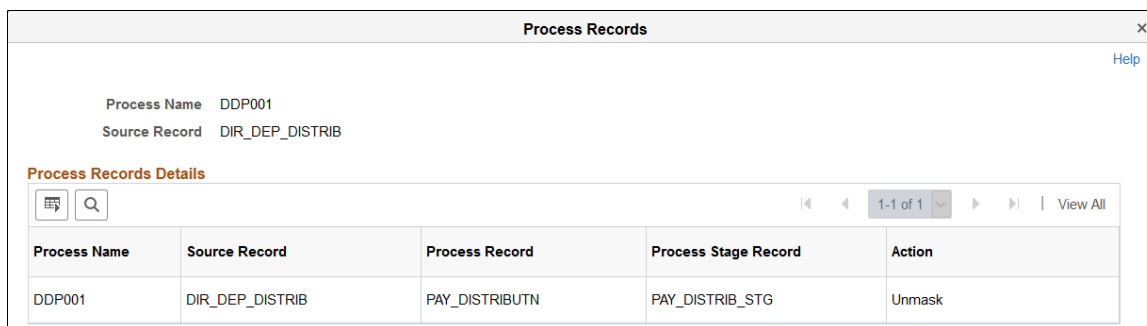 Process Records
Help
Process Name DDP001
Source Record DIR_DEP_DISTRIB
Process Records Details
1-1 of 1 | View All
Process Name Source Record Process Record Process Stage Record Action
DDP001 DIR_DEP_DISTRIB PAY_DISTRIBUTN PAY_DISTRIB_STG Unmask